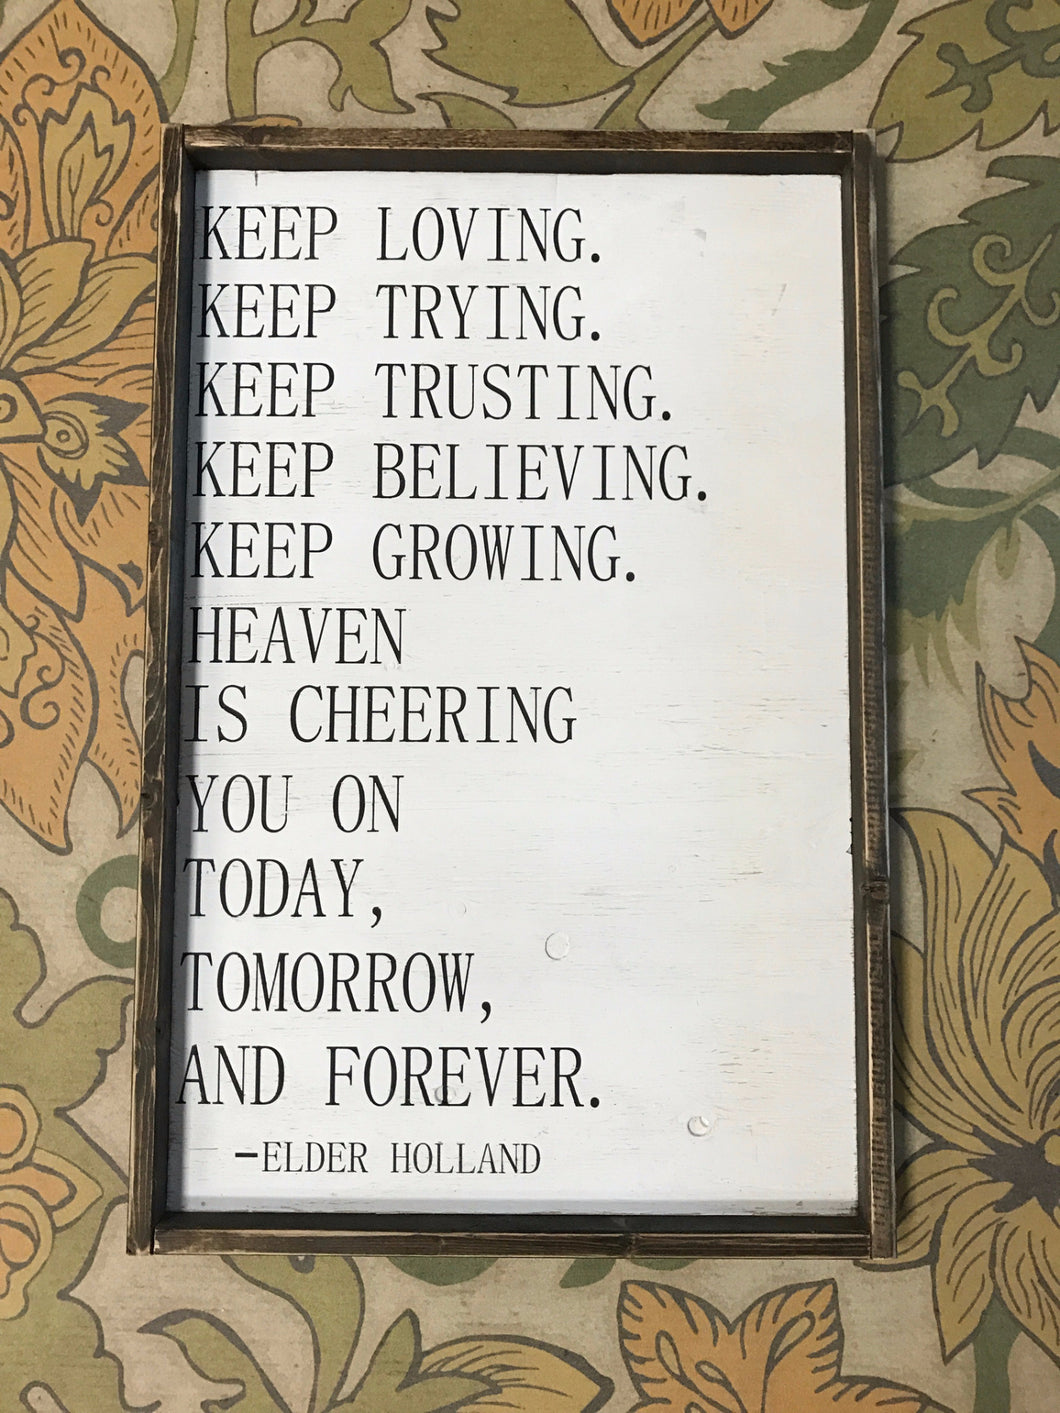 KEEP LOVING.
KEEP TRYING.
KEEP TRUSTING.
KEEP BELIEVING.
KEEP GROWING.
HEAVEN
IS CHEERING
YOU ON
TODAY,
TOMORROW,
AND FOREVER.
-ELDER HOLLAND